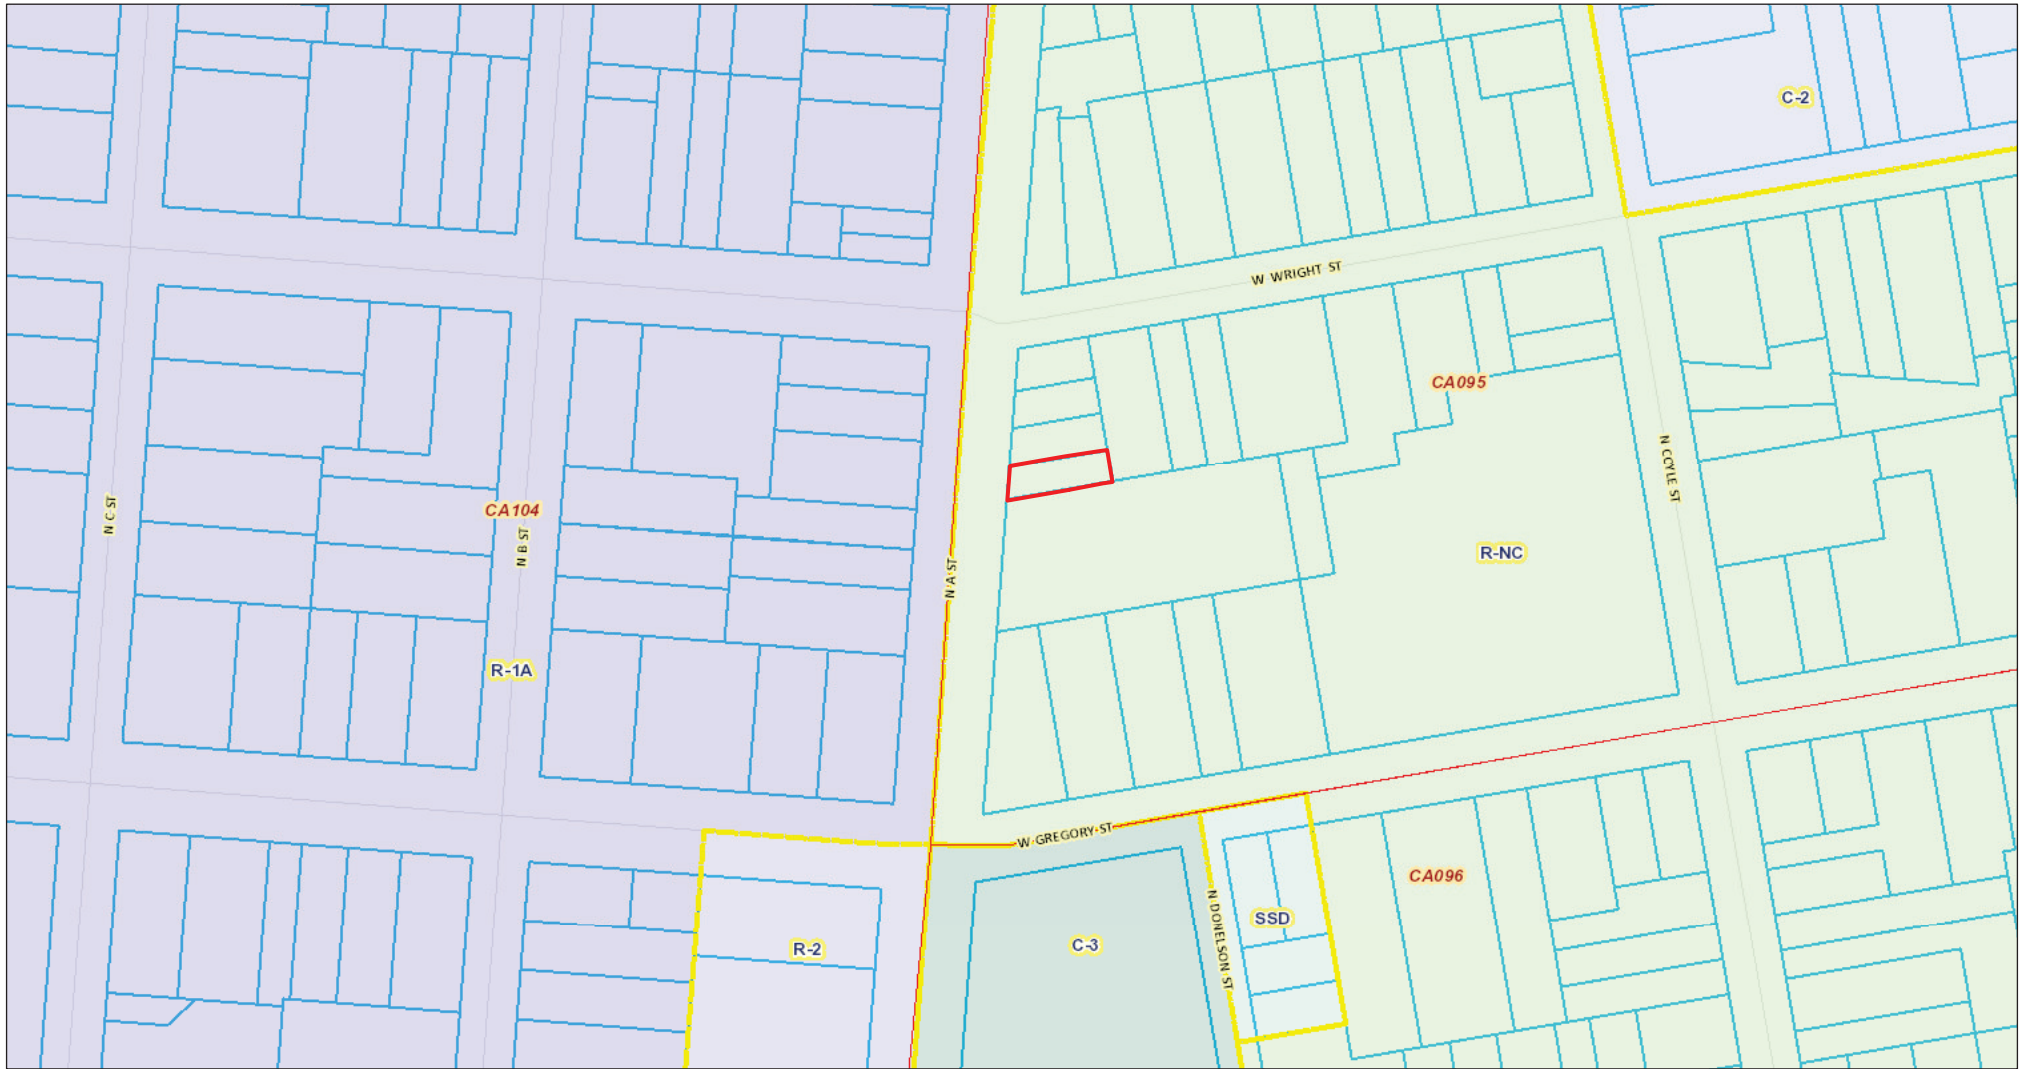 C-2
W WRIGHT ST
CA095
N CCYLE ST
N C ST
CA104
N B ST
R-NC
N A ST
R-1A
W GREGORY ST
CA096
N DONELSON ST
SSD
R-2
C-3